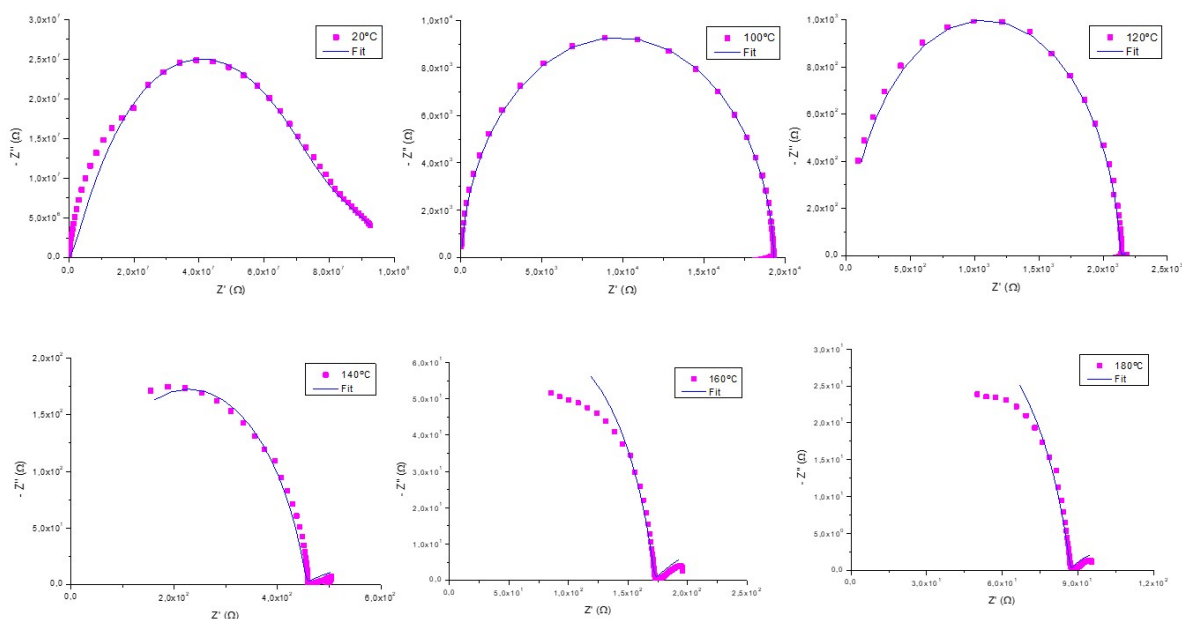 3,0x10⁷
2,5x10⁷
2,0x10⁷
1,5x10⁷
1,0x10⁷
5,0x10⁶
0,0
- Z'' (Ω)
20ºC
Fit
0,0 2,0x10⁷ 4,0x10⁷ 6,0x10⁷ 8,0x10⁷ 1,0x10⁸
Z' (Ω)
1,0x10⁴
8,0x10³
6,0x10³
4,0x10³
2,0x10³
0,0
- Z'' (Ω)
100ºC
Fit
0,0 5,0x10³ 1,0x10⁴ 1,5x10⁴ 2,0x10⁴
Z' (Ω)
1,0x10³
8,0x10²
6,0x10²
4,0x10²
2,0x10²
0,0
- Z'' (Ω)
120ºC
Fit
0,0 5,0x10² 1,0x10³ 1,5x10³ 2,0x10³ 2,5x10³
Z' (Ω)
2,0x10²
1,5x10²
1,0x10²
5,0x10¹
0,0
- Z'' (Ω)
140ºC
Fit
0,0 2,0x10² 4,0x10² 6,0x10²
Z' (Ω)
6,0x10¹
5,0x10¹
4,0x10¹
3,0x10¹
2,0x10¹
1,0x10¹
0,0
- Z'' (Ω)
160ºC
Fit
0,0 5,0x10¹ 1,0x10² 1,5x10² 2,0x10² 2,5x10²
Z' (Ω)
3,0x10¹
2,5x10¹
2,0x10¹
1,5x10¹
1,0x10¹
5,0x10⁰
0,0
- Z'' (Ω)
180ºC
Fit
0,0 3,0x10¹ 6,0x10¹ 9,0x10¹ 1,2x10²
Z' (Ω)